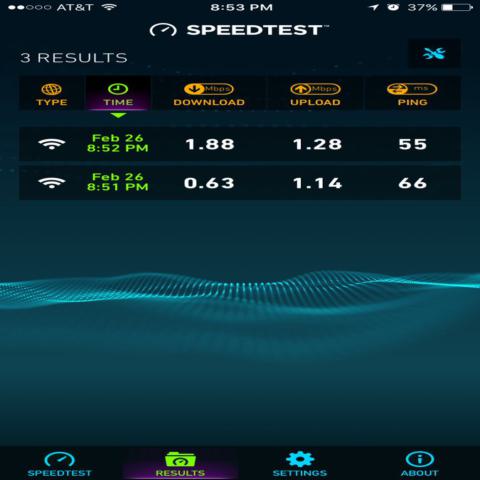 AT&T 8:53 PM 37%
SPEEDTEST™
3 RESULTS
Mbps Mbps ms
TYPE TIME DOWNLOAD UPLOAD PING
Feb 26
8:52 PM 1.88 1.28 55
Feb 26
8:51 PM 0.63 1.14 66
SPEEDTEST RESULTS SETTINGS ABOUT